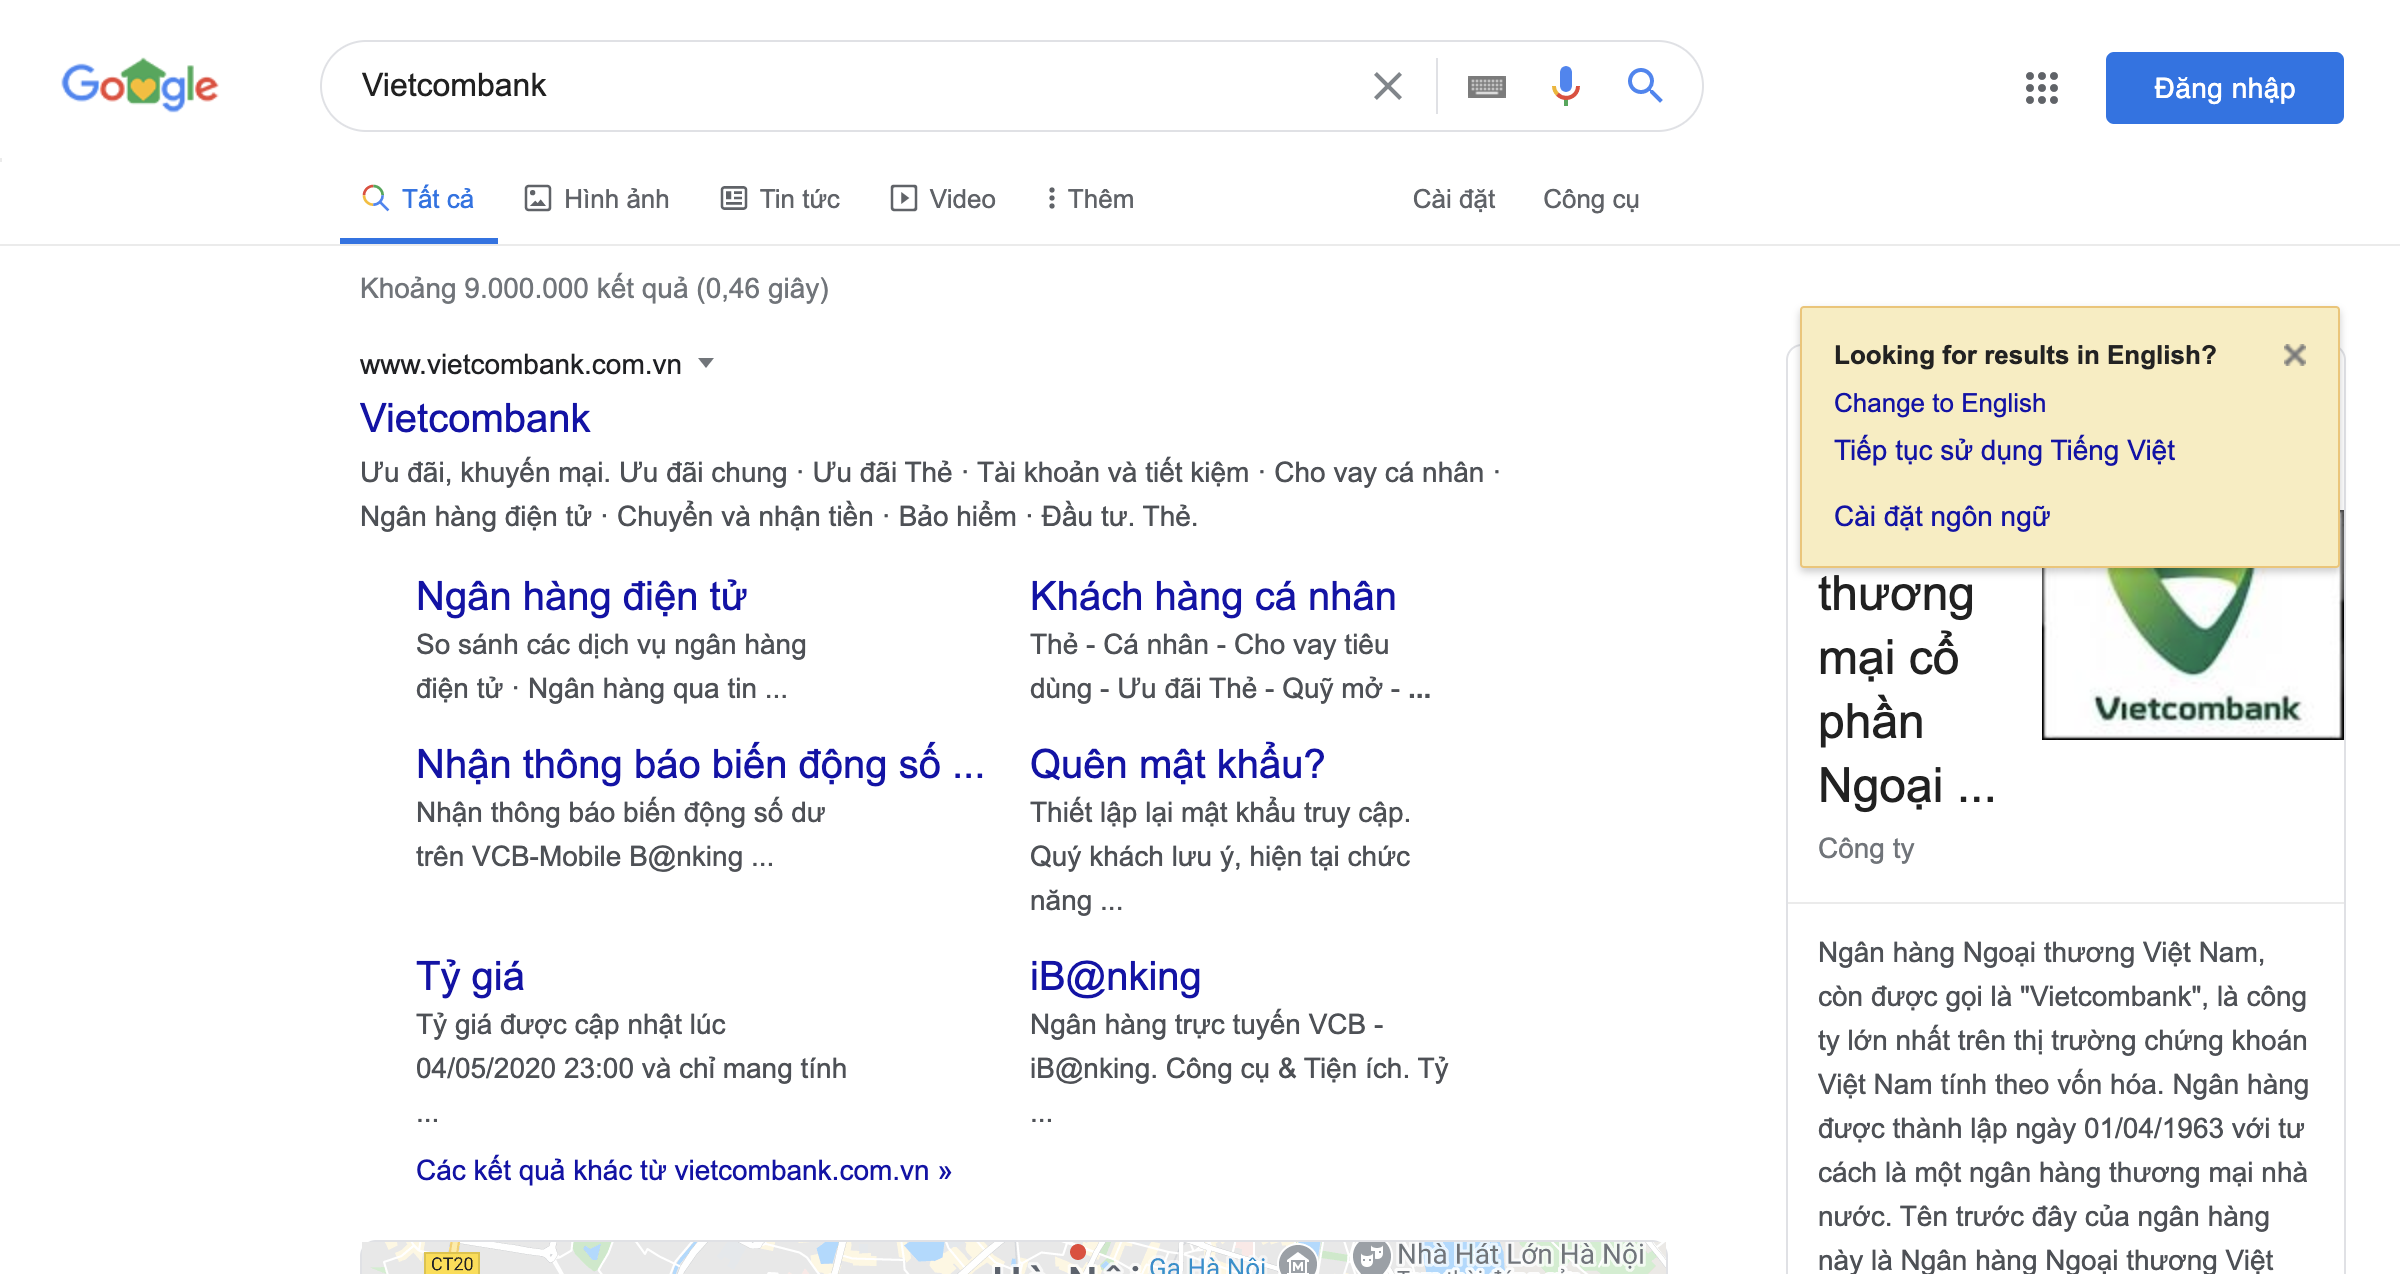 Google
Vietcombank
Đăng nhập
Tất cả
Hình ảnh
Tin tức
Video
Thêm
Cài đặt
Công cụ
Khoảng 9.000.000 kết quả (0,46 giây)
www.vietcombank.com.vn
Vietcombank
Ưu đãi, khuyến mại. Ưu đãi chung · Ưu đãi Thẻ · Tài khoản và tiết kiệm · Cho vay cá nhân ·
Ngân hàng điện tử · Chuyển và nhận tiền · Bảo hiểm · Đầu tư. Thẻ.
Ngân hàng điện tử
So sánh các dịch vụ ngân hàng
điện tử · Ngân hàng qua tin ...
Khách hàng cá nhân
Thẻ - Cá nhân - Cho vay tiêu
dùng - Ưu đãi Thẻ - Quỹ mở - ...
Nhận thông báo biến động số ...
Nhận thông báo biến động số dư
trên VCB-Mobile B@nking ...
Quên mật khẩu?
Thiết lập lại mật khẩu truy cập.
Quý khách lưu ý, hiện tại chức
năng ...
Tỷ giá
Tỷ giá được cập nhật lúc
04/05/2020 23:00 và chỉ mang tính
...
iB@nking
Ngân hàng trực tuyến VCB -
iB@nking. Công cụ & Tiện ích. Tỷ
...
Các kết quả khác từ vietcombank.com.vn »
CT20
Ga Hà Nội
Nhà Hát Lớn Hà Nội
Looking for results in English?
Change to English
Tiếp tục sử dụng Tiếng Việt
Cài đặt ngôn ngữ
thương
mại cổ
phần
Ngoại ...
Vietcombank
Công ty
Ngân hàng Ngoại thương Việt Nam,
còn được gọi là "Vietcombank", là công
ty lớn nhất trên thị trường chứng khoán
Việt Nam tính theo vốn hóa. Ngân hàng
được thành lập ngày 01/04/1963 với tư
cách là một ngân hàng thương mại nhà
nước. Tên trước đây của ngân hàng
này là Ngân hàng Ngoại thương Việt